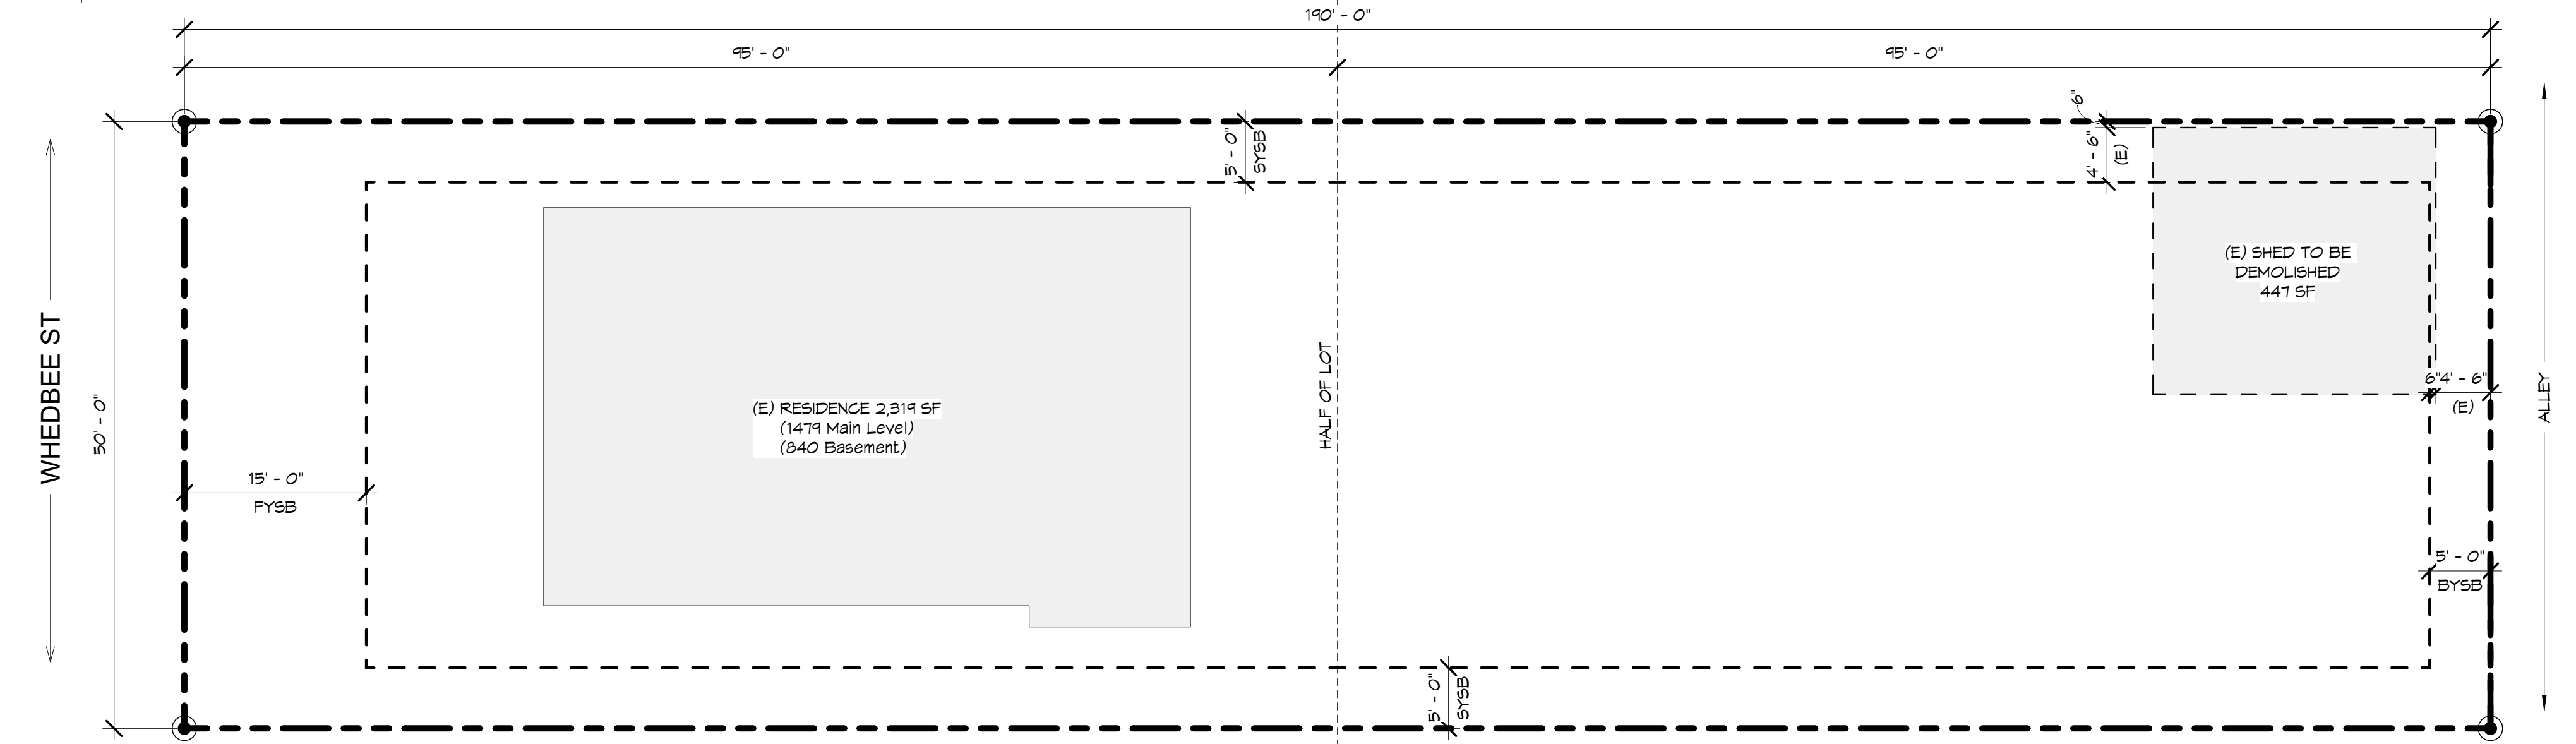 190' - 0"
95' - 0"
95' - 0"
6"
5' - 0"
SYSB
4' - 6"
(E)
WHEDBEE ST
50' - 0"
(E) SHED TO BE
DEMOLISHED
447 SF
HALF OF LOT
6"
4' - 6"
(E)
ALLEY
(E) RESIDENCE 2,319 SF
(1479 Main Level)
(840 Basement)
15' - 0"
FYSB
5' - 0"
BYSB
5' - 0"
SYSB